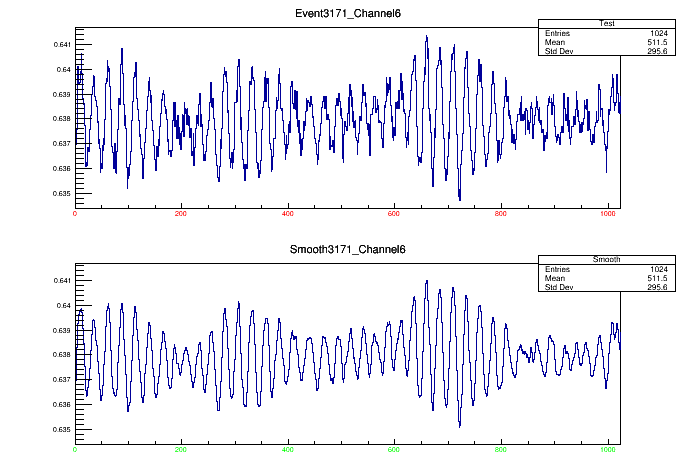 Event3171_Channel6
Test
Entries 1024
Mean 511.5
Std Dev 295.6
0.641
0.64
0.639
0.638
0.637
0.636
0.635
0 200 400 600 800 1000
Smooth3171_Channel6
Smooth
Entries 1024
Mean 511.5
Std Dev 295.6
0.641
0.64
0.639
0.638
0.637
0.636
0.635
0 200 400 600 800 1000